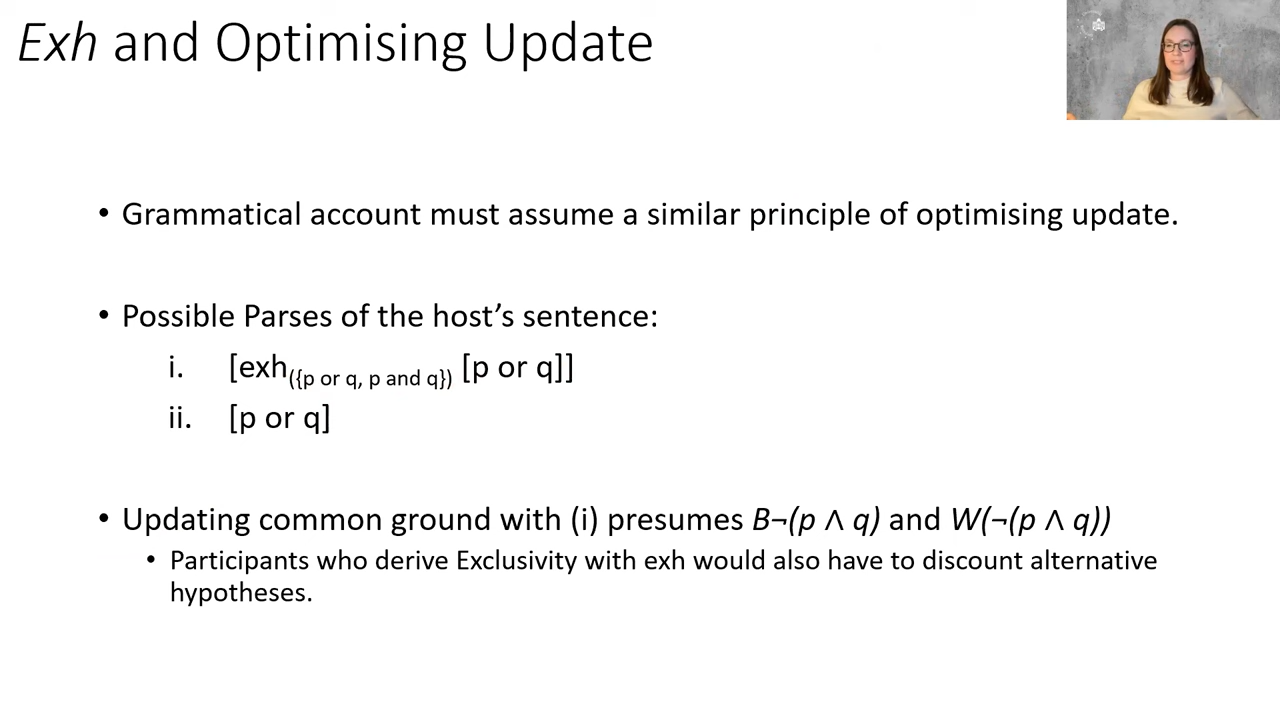 Exh and Optimising Update
• Grammatical account must assume a similar principle of optimising update.
• Possible Parses of the host’s sentence:
i. [exh({p or q, p and q}) [p or q]]
ii. [p or q]
• Updating common ground with (i) presumes B¬(p ∧ q) and W(¬(p ∧ q))
• Participants who derive Exclusivity with exh would also have to discount alternative
hypotheses.